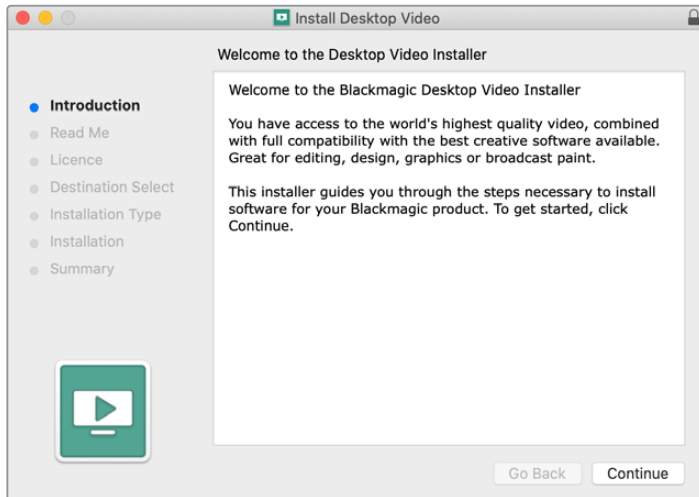 Install Desktop Video
Welcome to the Desktop Video Installer
Introduction
Read Me
Licence
Destination Select
Installation Type
Installation
Summary
Welcome to the Blackmagic Desktop Video Installer
You have access to the world's highest quality video, combined
with full compatibility with the best creative software available.
Great for editing, design, graphics or broadcast paint.
This installer guides you through the steps necessary to install
software for your Blackmagic product. To get started, click
Continue.
Go Back
Continue